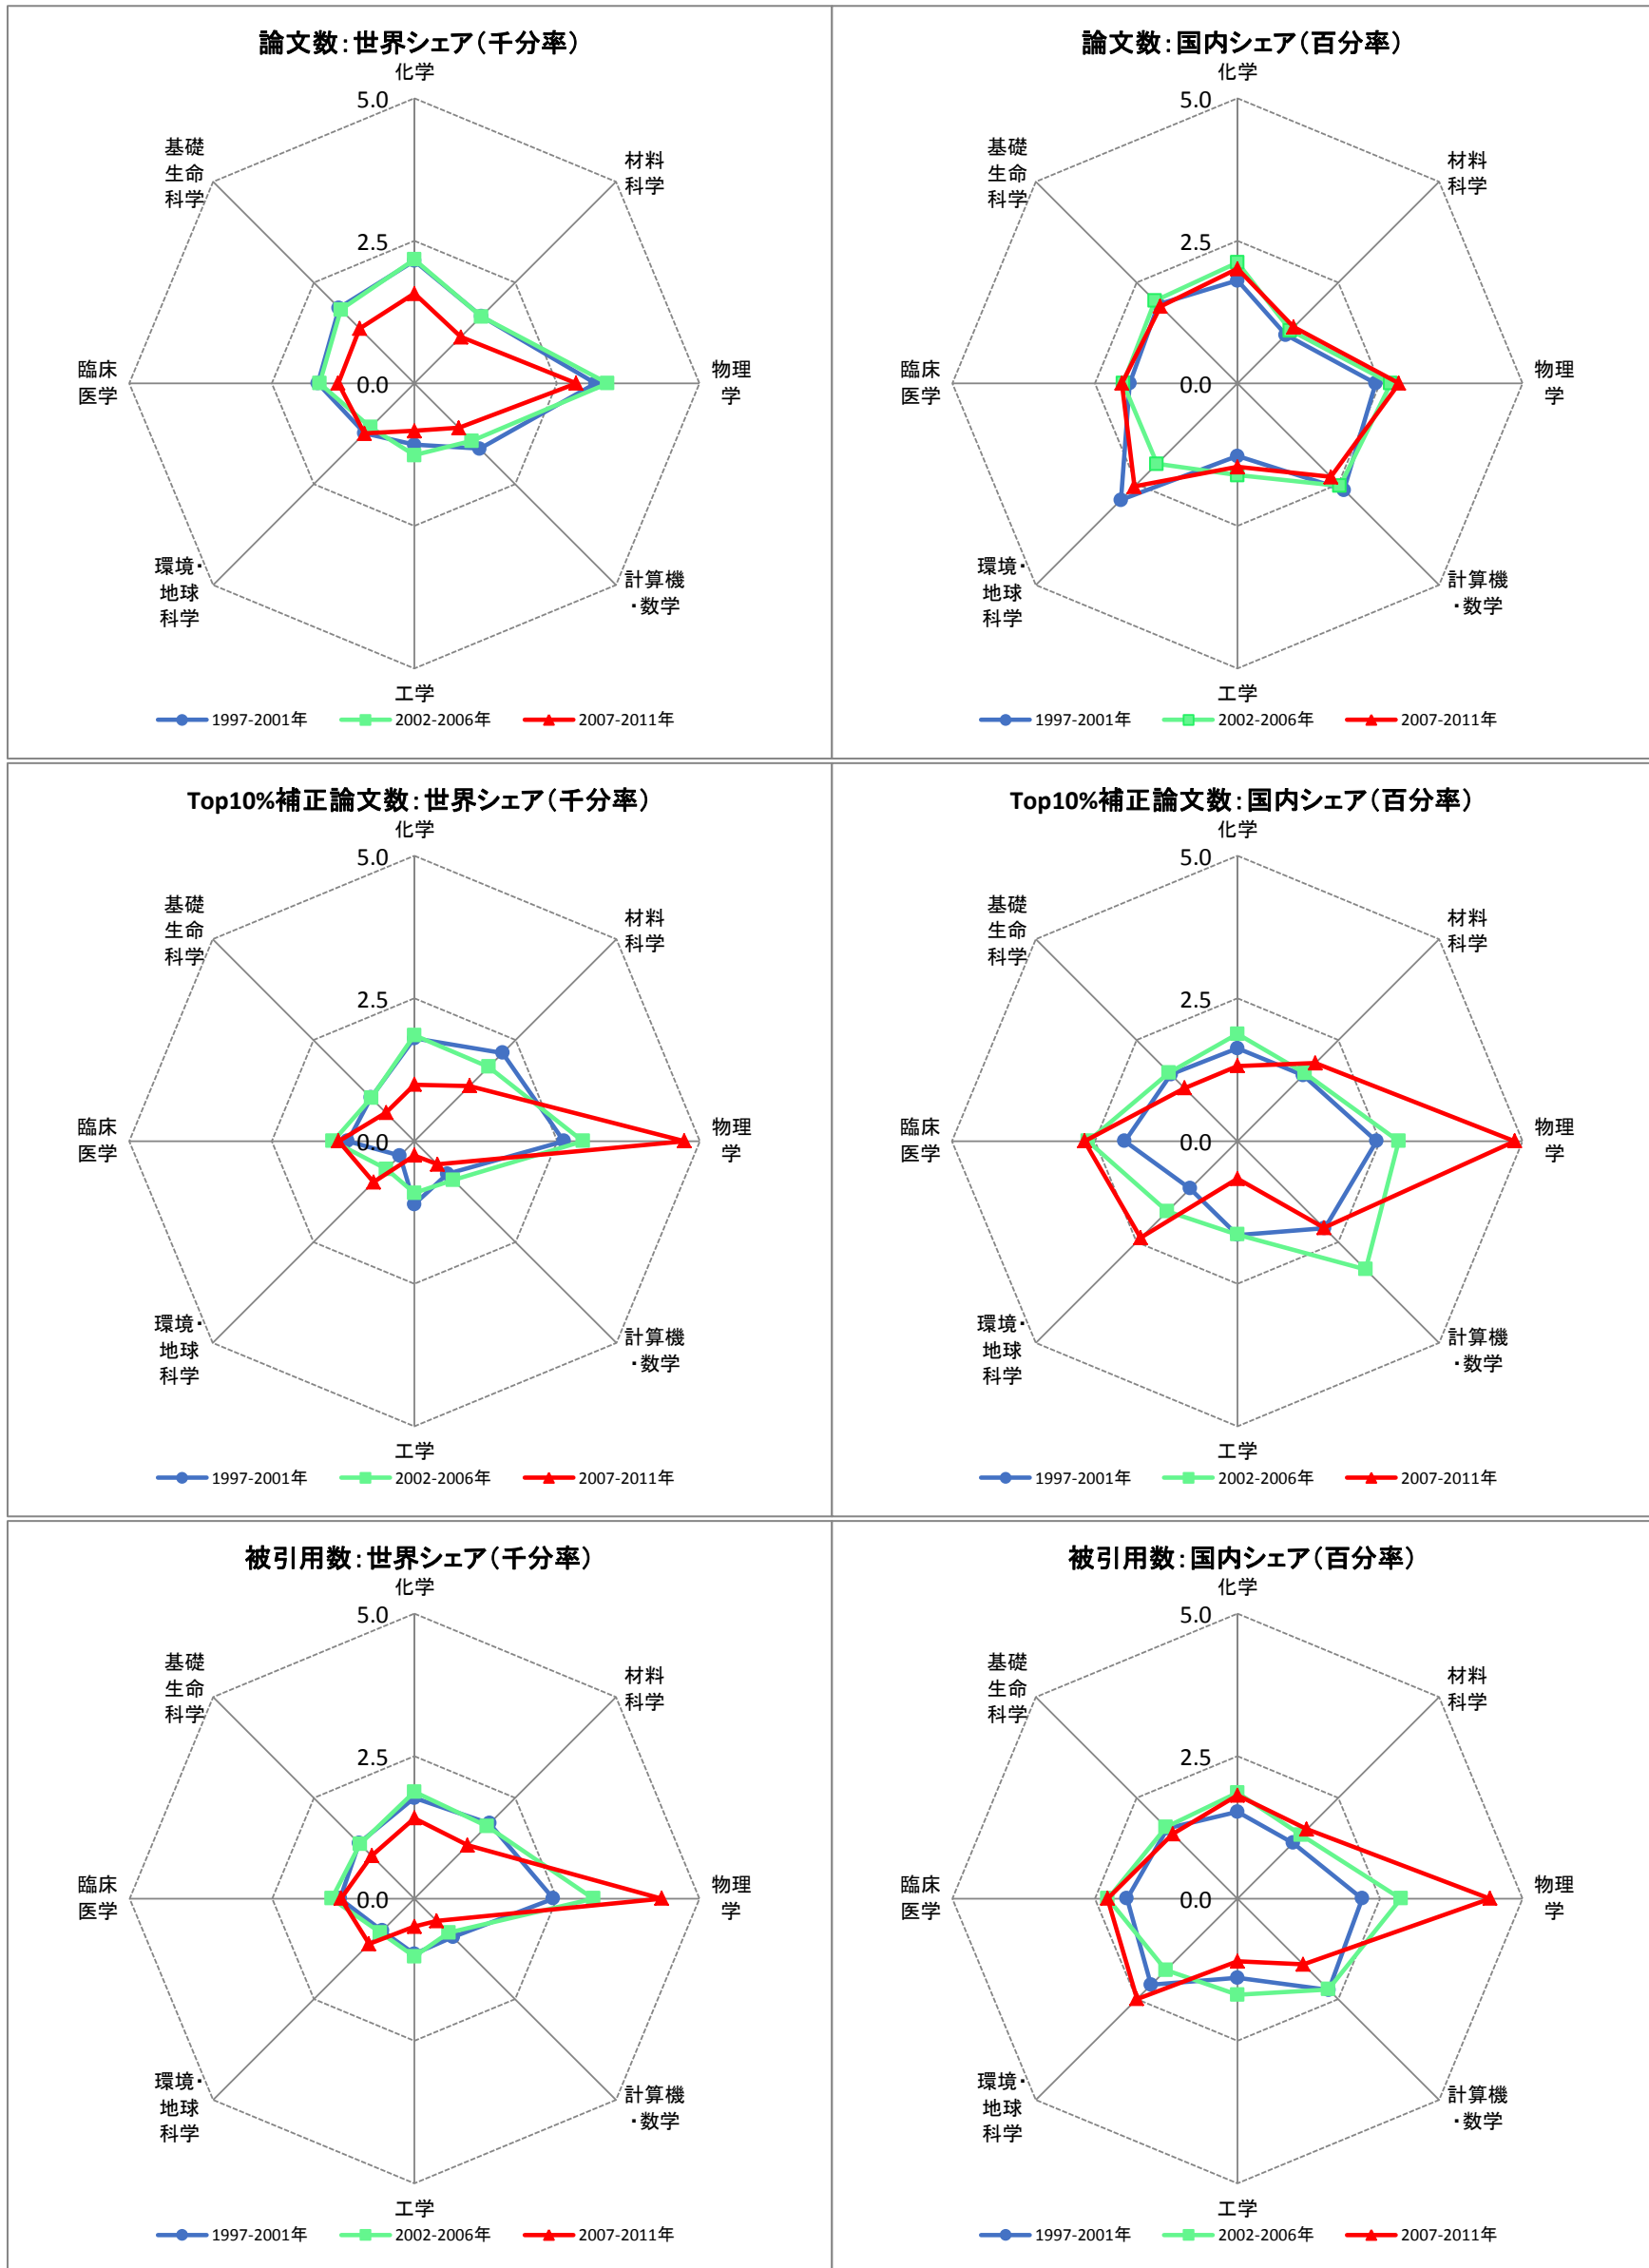 論文数：世界シェア（千分率）
化学
5.0
基礎
生命
科学
材料
科学
2.5
臨床
医学
0.0
物理
学
環境・
地球
科学
計算機
・数学
工学
1997-2001年 2002-2006年 2007-2011年
論文数：国内シェア（百分率）
化学
5.0
基礎
生命
科学
材料
科学
2.5
臨床
医学
0.0
物理
学
環境・
地球
科学
計算機
・数学
工学
1997-2001年 2002-2006年 2007-2011年
Top10%補正論文数：世界シェア（千分率）
化学
5.0
基礎
生命
科学
材料
科学
2.5
臨床
医学
0.0
物理
学
環境・
地球
科学
計算機
・数学
工学
1997-2001年 2002-2006年 2007-2011年
Top10%補正論文数：国内シェア（百分率）
化学
5.0
基礎
生命
科学
材料
科学
2.5
臨床
医学
0.0
物理
学
環境・
地球
科学
計算機
・数学
工学
1997-2001年 2002-2006年 2007-2011年
被引用数：世界シェア（千分率）
化学
5.0
基礎
生命
科学
材料
科学
2.5
臨床
医学
0.0
物理
学
環境・
地球
科学
計算機
・数学
工学
1997-2001年 2002-2006年 2007-2011年
被引用数：国内シェア（百分率）
化学
5.0
基礎
生命
科学
材料
科学
2.5
臨床
医学
0.0
物理
学
環境・
地球
科学
計算機
・数学
工学
1997-2001年 2002-2006年 2007-2011年